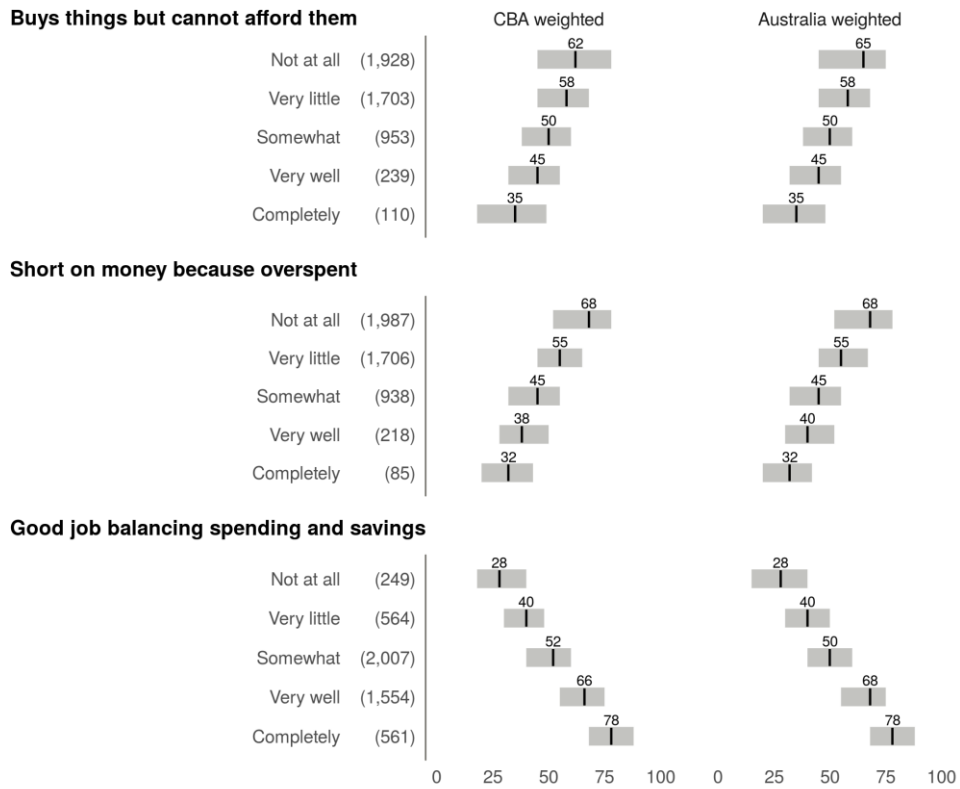 Buys things but cannot afford them CBA weighted Australia weighted
62 65
Not at all (1,928)
58 58
Very little (1,703)
50 50
Somewhat (953)
45 45
Very well (239)
35 35
Completely (110)
Short on money because overspent
68 68
Not at all (1,987)
55 55
Very little (1,706)
45 45
Somewhat (938)
38 40
Very well (218)
32 32
Completely (85)
Good job balancing spending and savings
28 28
Not at all (249)
40 40
Very little (564)
52 50
Somewhat (2,007)
66 68
Very well (1,554)
78 78
Completely (561)
0 25 50 75 100 0 25 50 75 100